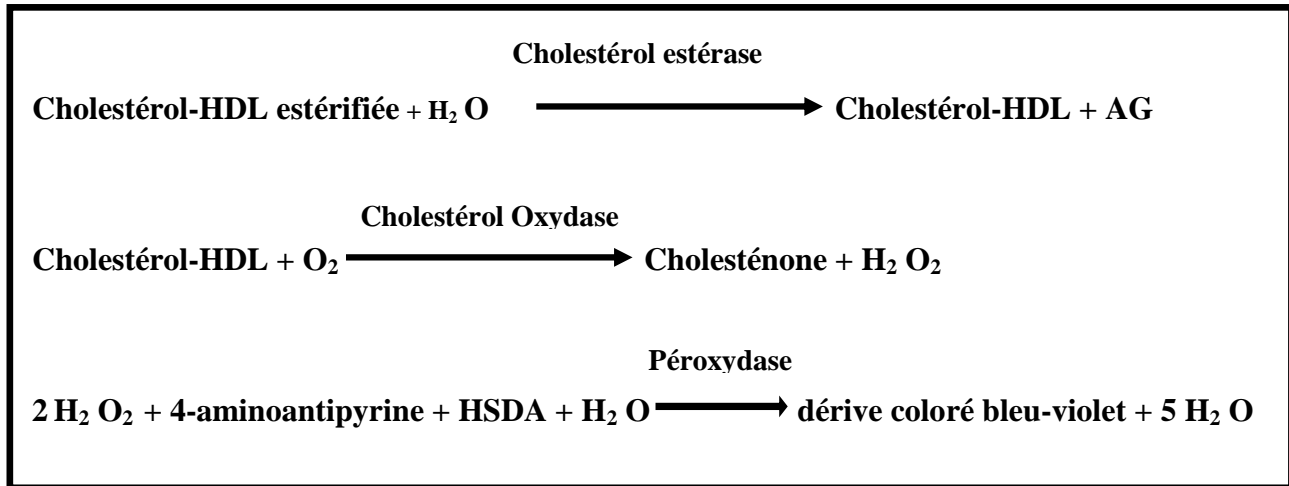 Cholestérol estérase
Cholestérol-HDL estérifiée + H₂ O Cholestérol-HDL + AG
Cholestérol Oxydase
Cholestérol-HDL + O₂ Cholesténone + H₂ O₂
Péroxydase
2 H₂ O₂ + 4-aminoantipyrine + HSDA + H₂ O dérive coloré bleu-violet + 5 H₂ O